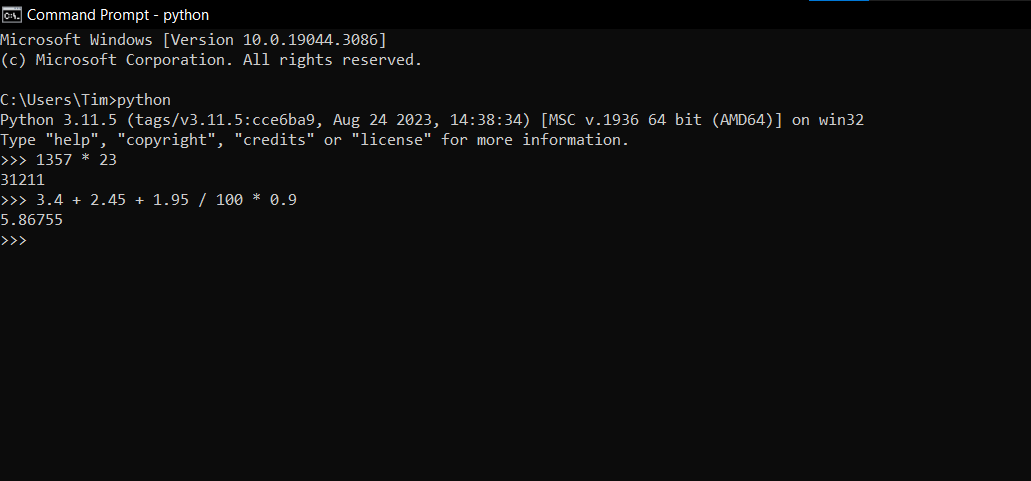 Command Prompt - python
Microsoft Windows [Version 10.0.19044.3086]
(c) Microsoft Corporation. All rights reserved.
C:\Users\Tim>python
Python 3.11.5 (tags/v3.11.5:cce6ba9, Aug 24 2023, 14:38:34) [MSC v.1936 64 bit (AMD64)] on win32
Type "help", "copyright", "credits" or "license" for more information.
>>> 1357 * 23
31211
>>> 3.4 + 2.45 + 1.95 / 100 * 0.9
5.86755
>>>